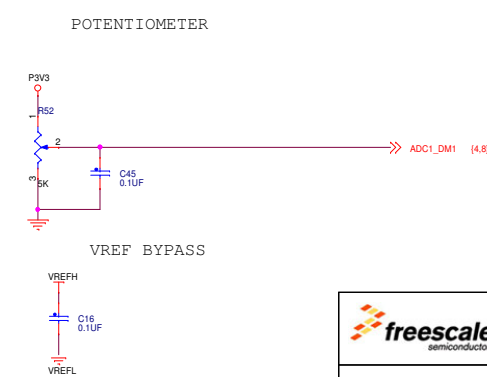 POTENTIOMETER
P3V3
R52
1
2
3
5K
C45
0.1UF
ADC1_DM1 {4,8}
VREF BYPASS
VREFH
C16
0.1UF
VREFL
freescale
semiconductor